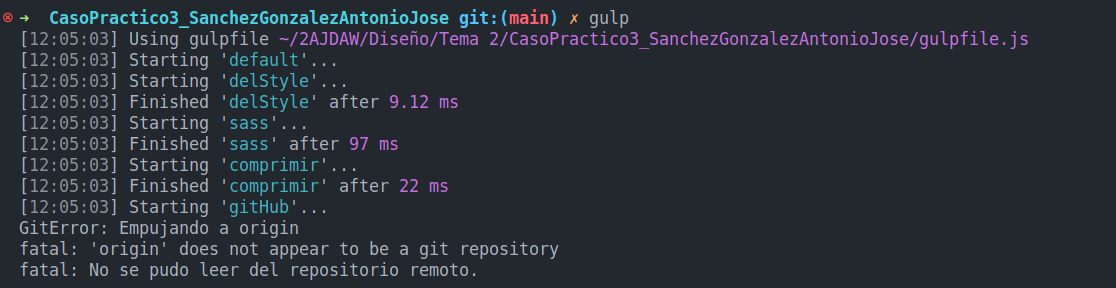 ⊗ ➜ CasoPractico3_SanchezGonzalezAntonioJose git:(main) ✗ gulp
[12:05:03] Using gulpfile ~/2AJDAW/Diseño/Tema 2/CasoPractico3_SanchezGonzalezAntonioJose/gulpfile.js
[12:05:03] Starting 'default'...
[12:05:03] Starting 'delStyle'...
[12:05:03] Finished 'delStyle' after 9.12 ms
[12:05:03] Starting 'sass'...
[12:05:03] Finished 'sass' after 97 ms
[12:05:03] Starting 'comprimir'...
[12:05:03] Finished 'comprimir' after 22 ms
[12:05:03] Starting 'gitHub'...
GitError: Empujando a origin
fatal: 'origin' does not appear to be a git repository
fatal: No se pudo leer del repositorio remoto.